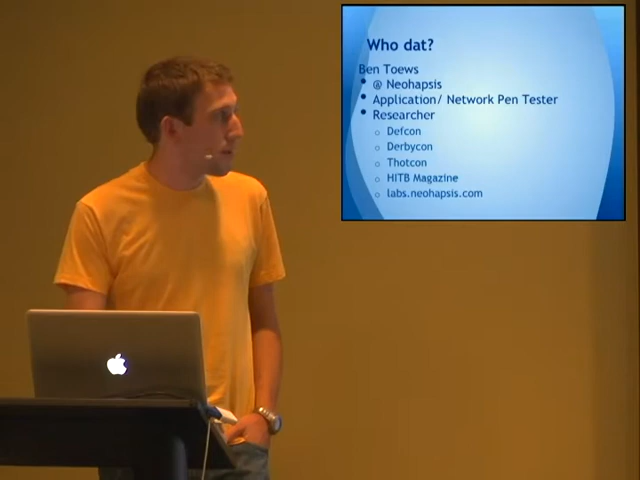 Who dat?
Ben Toews
• @ Neohapsis
• Application/ Network Pen Tester
• Researcher
○ Defcon
○ Derbycon
○ Thotcon
○ HITB Magazine
○ labs.neohapsis.com